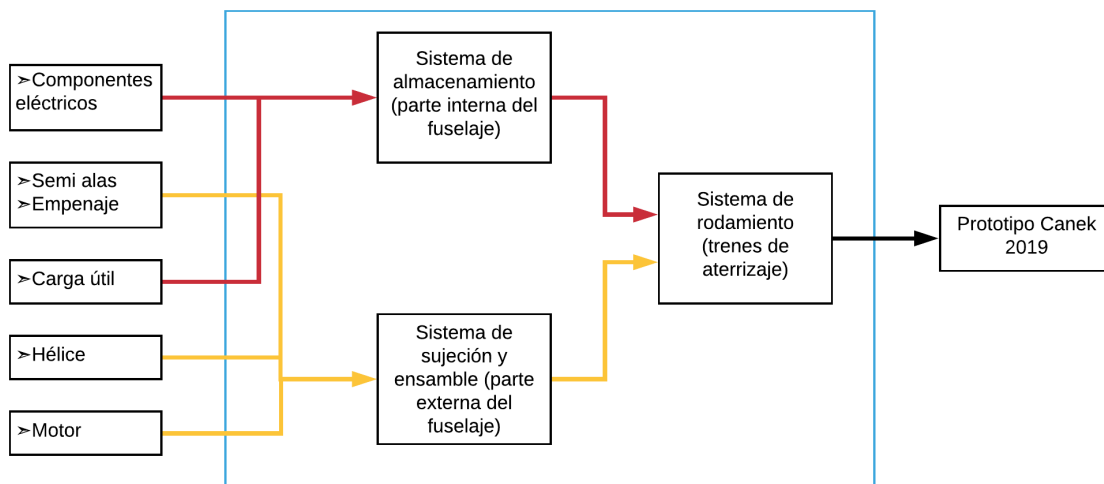 ➣Componentes
eléctricos
➣Semi alas
➣Empenaje
➣Carga útil
➣Hélice
➣Motor
Sistema de
almacenamiento
(parte interna del
fuselaje)
Sistema de
sujeción y
ensamble (parte
externa del
fuselaje)
Sistema de
rodamiento
(trenes de
aterrizaje)
Prototipo Canek
2019